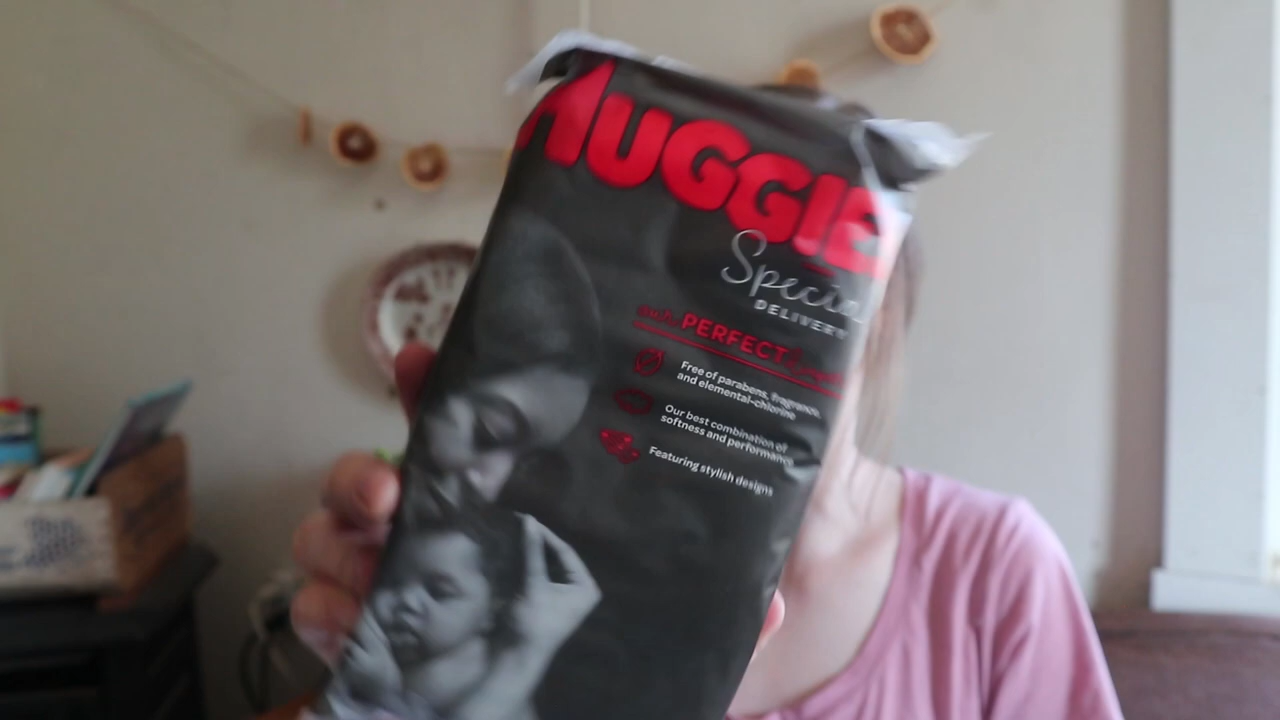 HUGGIE
Special
DELIVERY
PERFECT
Free of parabens, fragrance,
and elemental-chlorine
Our best combination of
softness and performance
Featuring stylish designs